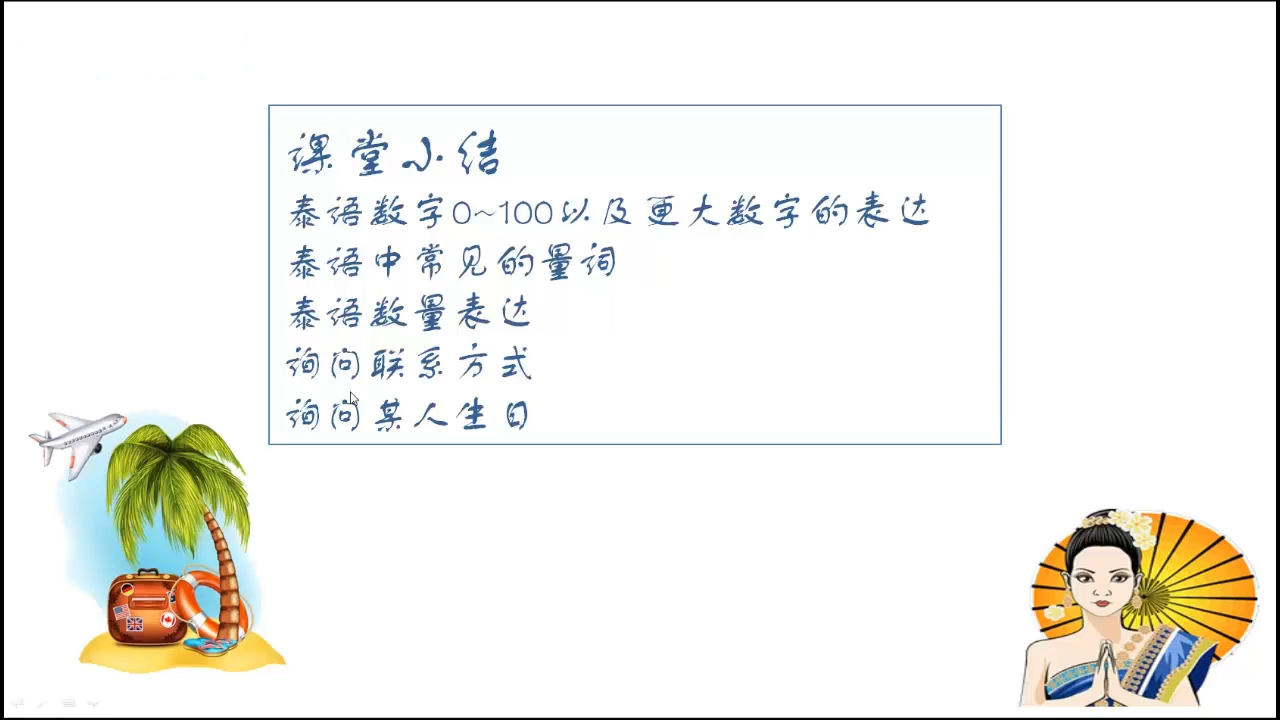 课堂小结
泰语数字0~100以及更大数字的表达
泰语中常见的量词
泰语数量表达
询问联系方式
询问某人生日